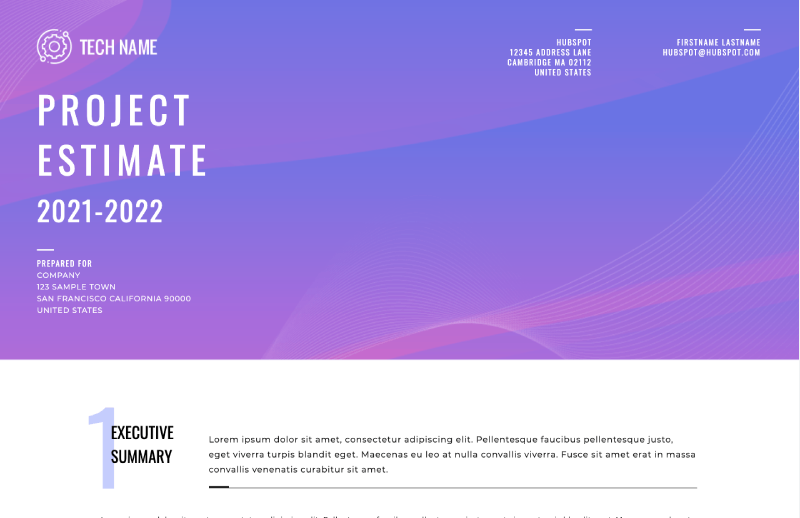 TECH NAME
HUBSPOT
12345 ADDRESS LANE
CAMBRIDGE MA 02112
UNITED STATES
FIRSTNAME LASTNAME
HUBSPOT@HUBSPOT.COM
PROJECT
ESTIMATE
2021-2022
PREPARED FOR
COMPANY
123 SAMPLE TOWN
SAN FRANCISCO CALIFORNIA 90000
UNITED STATES
1
EXECUTIVE
SUMMARY
Lorem ipsum dolor sit amet, consectetur adipiscing elit. Pellentesque faucibus pellentesque justo,
eget viverra turpis blandit eget. Maecenas eu leo at nulla convallis viverra. Fusce sit amet erat in massa
convallis venenatis curabitur sit amet.